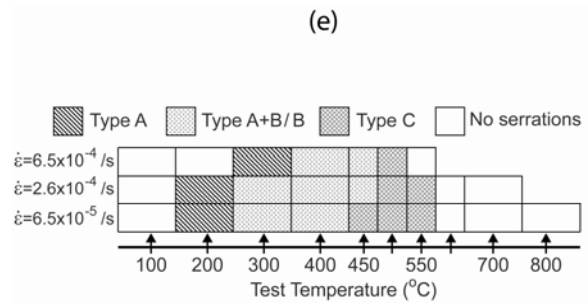 (e)
Type A Type A+B/B Type C No serrations
ε̇=6.5x10⁻⁴ /s
ε̇=2.6x10⁻⁴ /s
ε̇=6.5x10⁻⁵ /s
100 200 300 400 450 550 700 800
Test Temperature (°C)